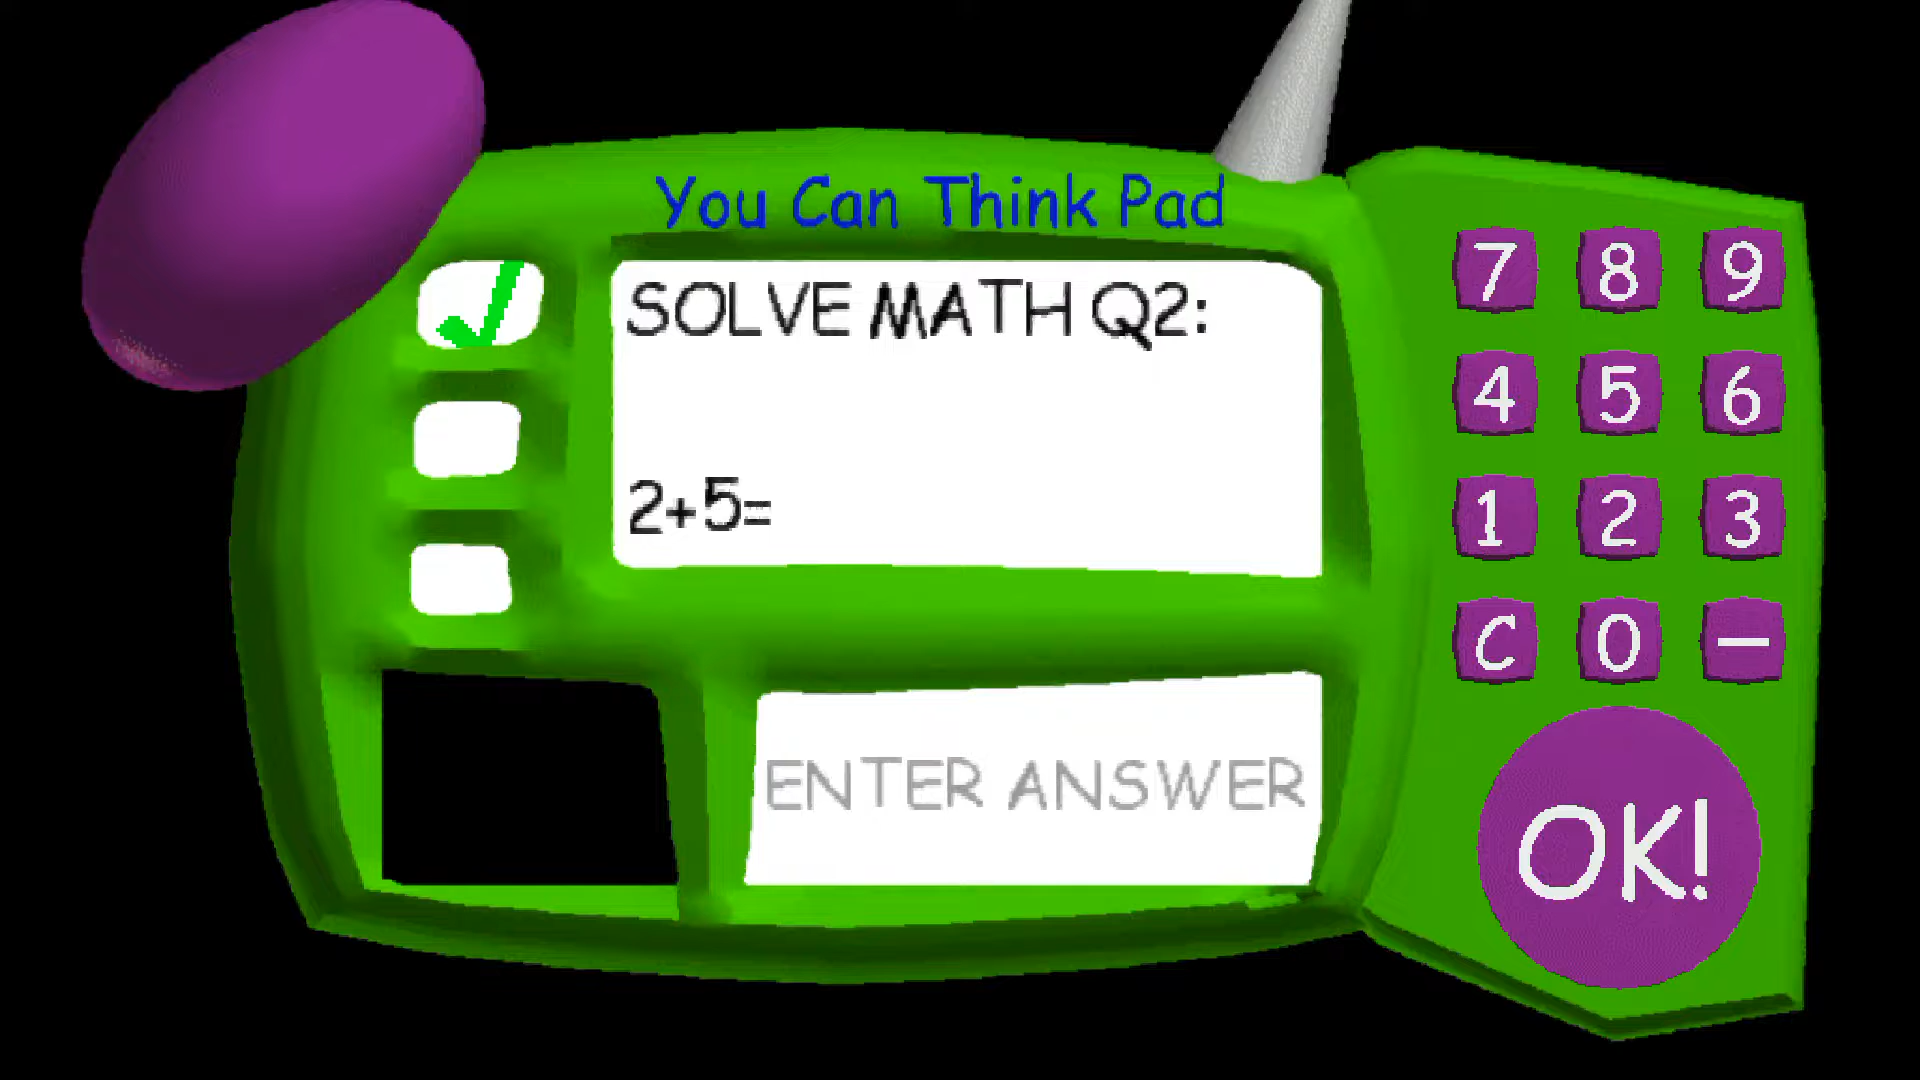 You Can Think Pad
SOLVE MATH Q2:
2+5=
ENTER ANSWER
7 8 9
4 5 6
1 2 3
C 0 −
OK!